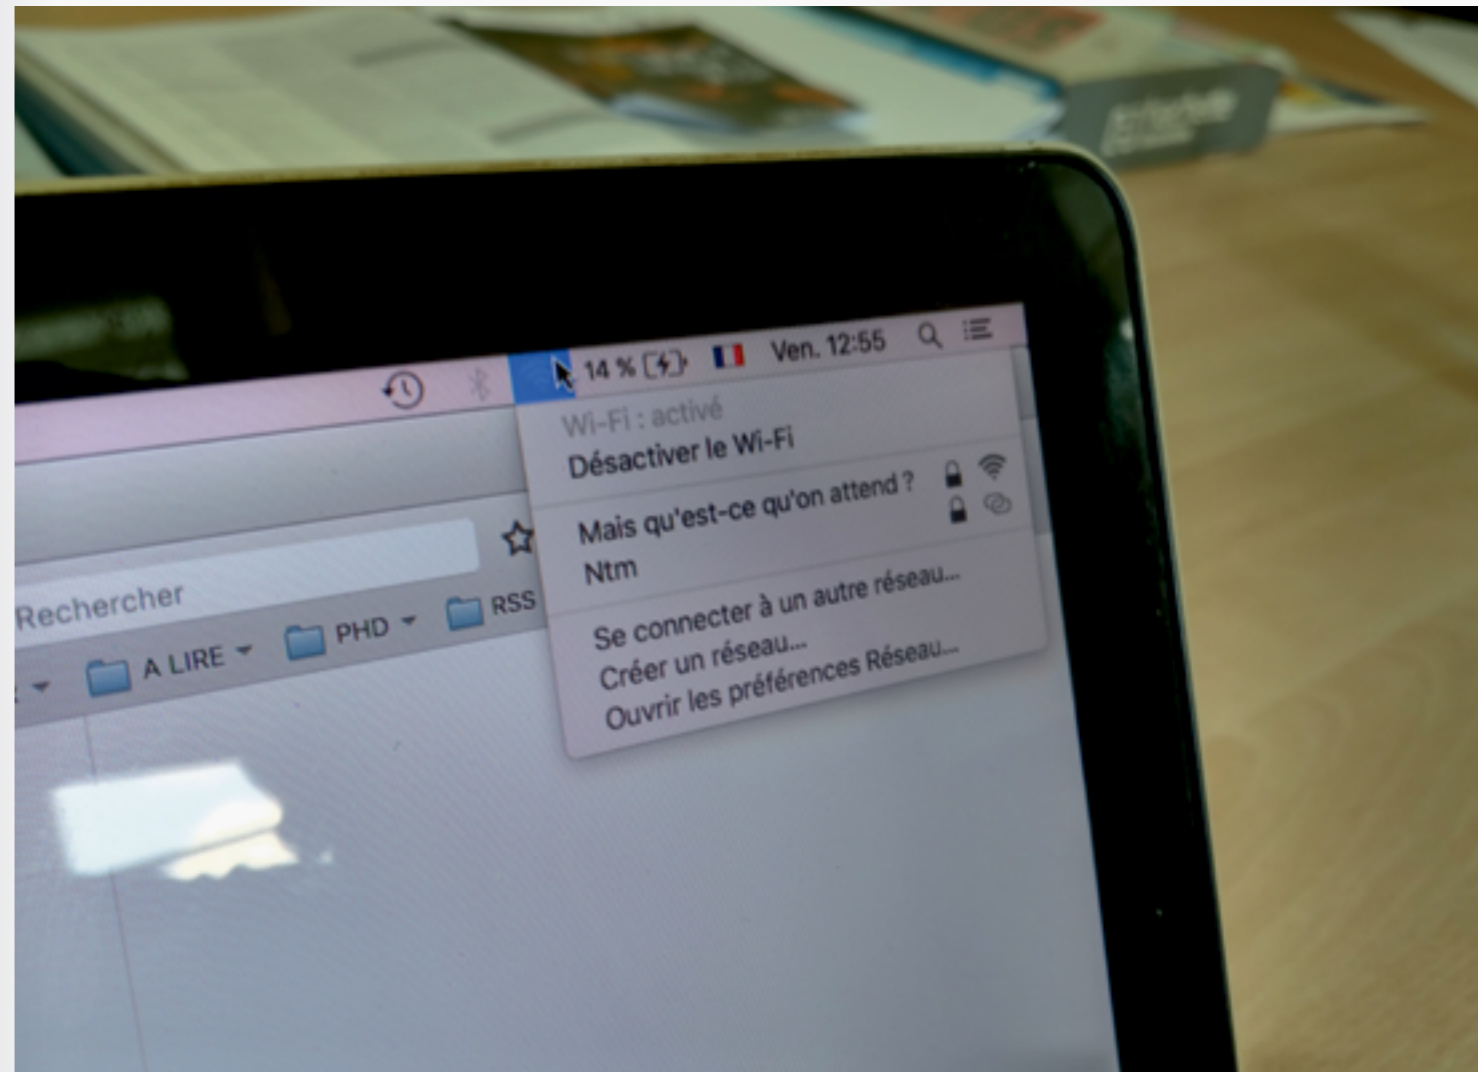 14 % Ven. 12:55
Wi-Fi : activé
Désactiver le Wi-Fi
Mais qu'est-ce qu'on attend ?
Ntm
Se connecter à un autre réseau...
Créer un réseau...
Ouvrir les préférences Réseau...
Rechercher
A LIRE PHD RSS